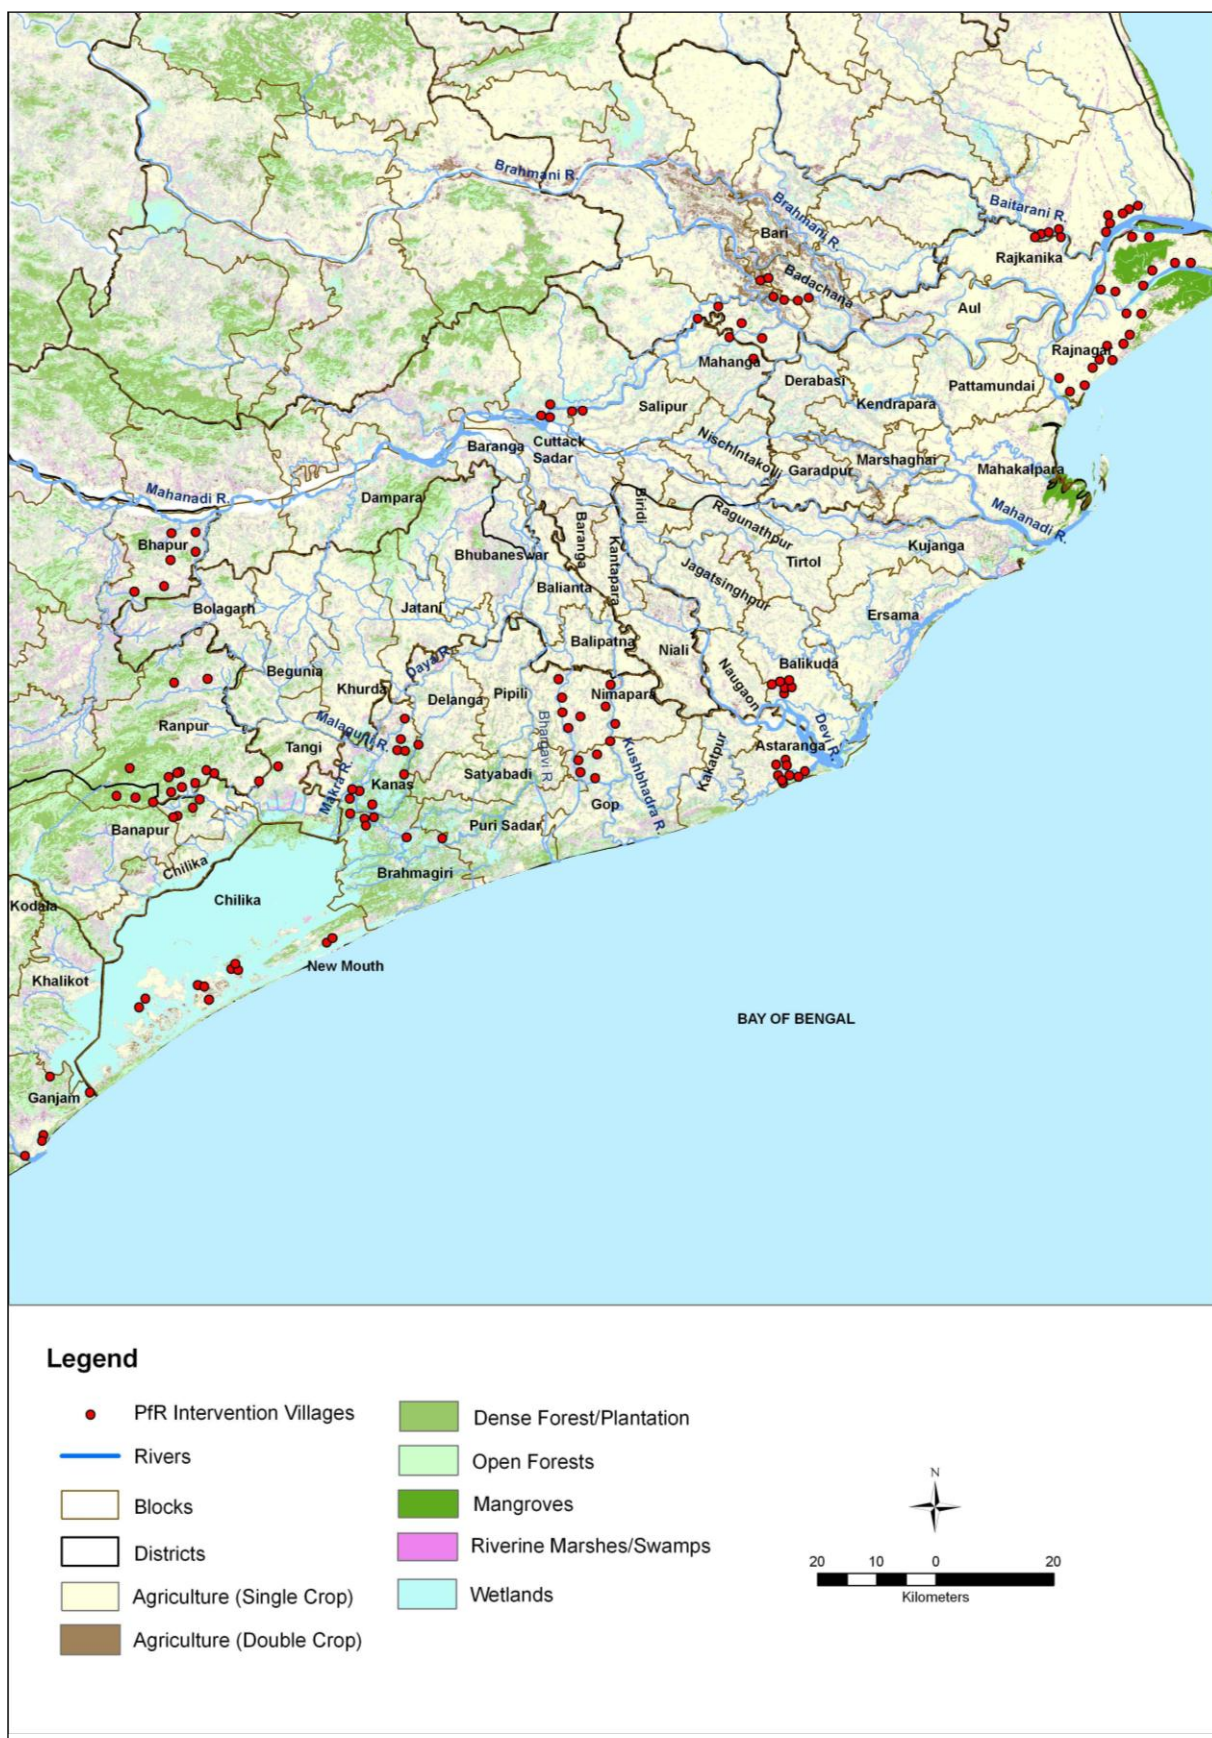 Brahmani R.
Brahmani R.
Baitarani R.
Bari
Rajkanika
Badachana
Aul
Mahanga
Rajnagar
Derabasi
Pattamundai
Salipur
Kendrapara
Baranga
Cuttack
Sadar
Nischintakoili
Garadpur
Marshaghai
Mahakalpara
Mahanadi R.
Dampara
Mahanadi R.
Birridi
Ragunathpur
Bhapur
Bhubaneswar
Baranga
Kantapara
Kujanga
Tirtol
Jagatsinghpur
Balianta
Bolagarh
Jatani
Ersama
Balipatna
Niali
Daya R.
Balikuda
Begunia
Khurda
Delanga
Pipili
Nimapara
Naugaon
Ranpur
Malaguni R.
Bhargavi R.
Devi R.
Tangi
Kushbhadra R.
Kakatpur
Astaranga
Makra R.
Kanas
Satyabadi
Gop
Puri Sadar
Banapur
Chilika
Brahmagiri
Chilika
Kodala
New Mouth
Khalikot
BAY OF BENGAL
Ganjam
Legend
PfR Intervention Villages
Rivers
Blocks
Districts
Agriculture (Single Crop)
Agriculture (Double Crop)
Dense Forest/Plantation
Open Forests
Mangroves
Riverine Marshes/Swamps
Wetlands
N
20 10 0 20
Kilometers